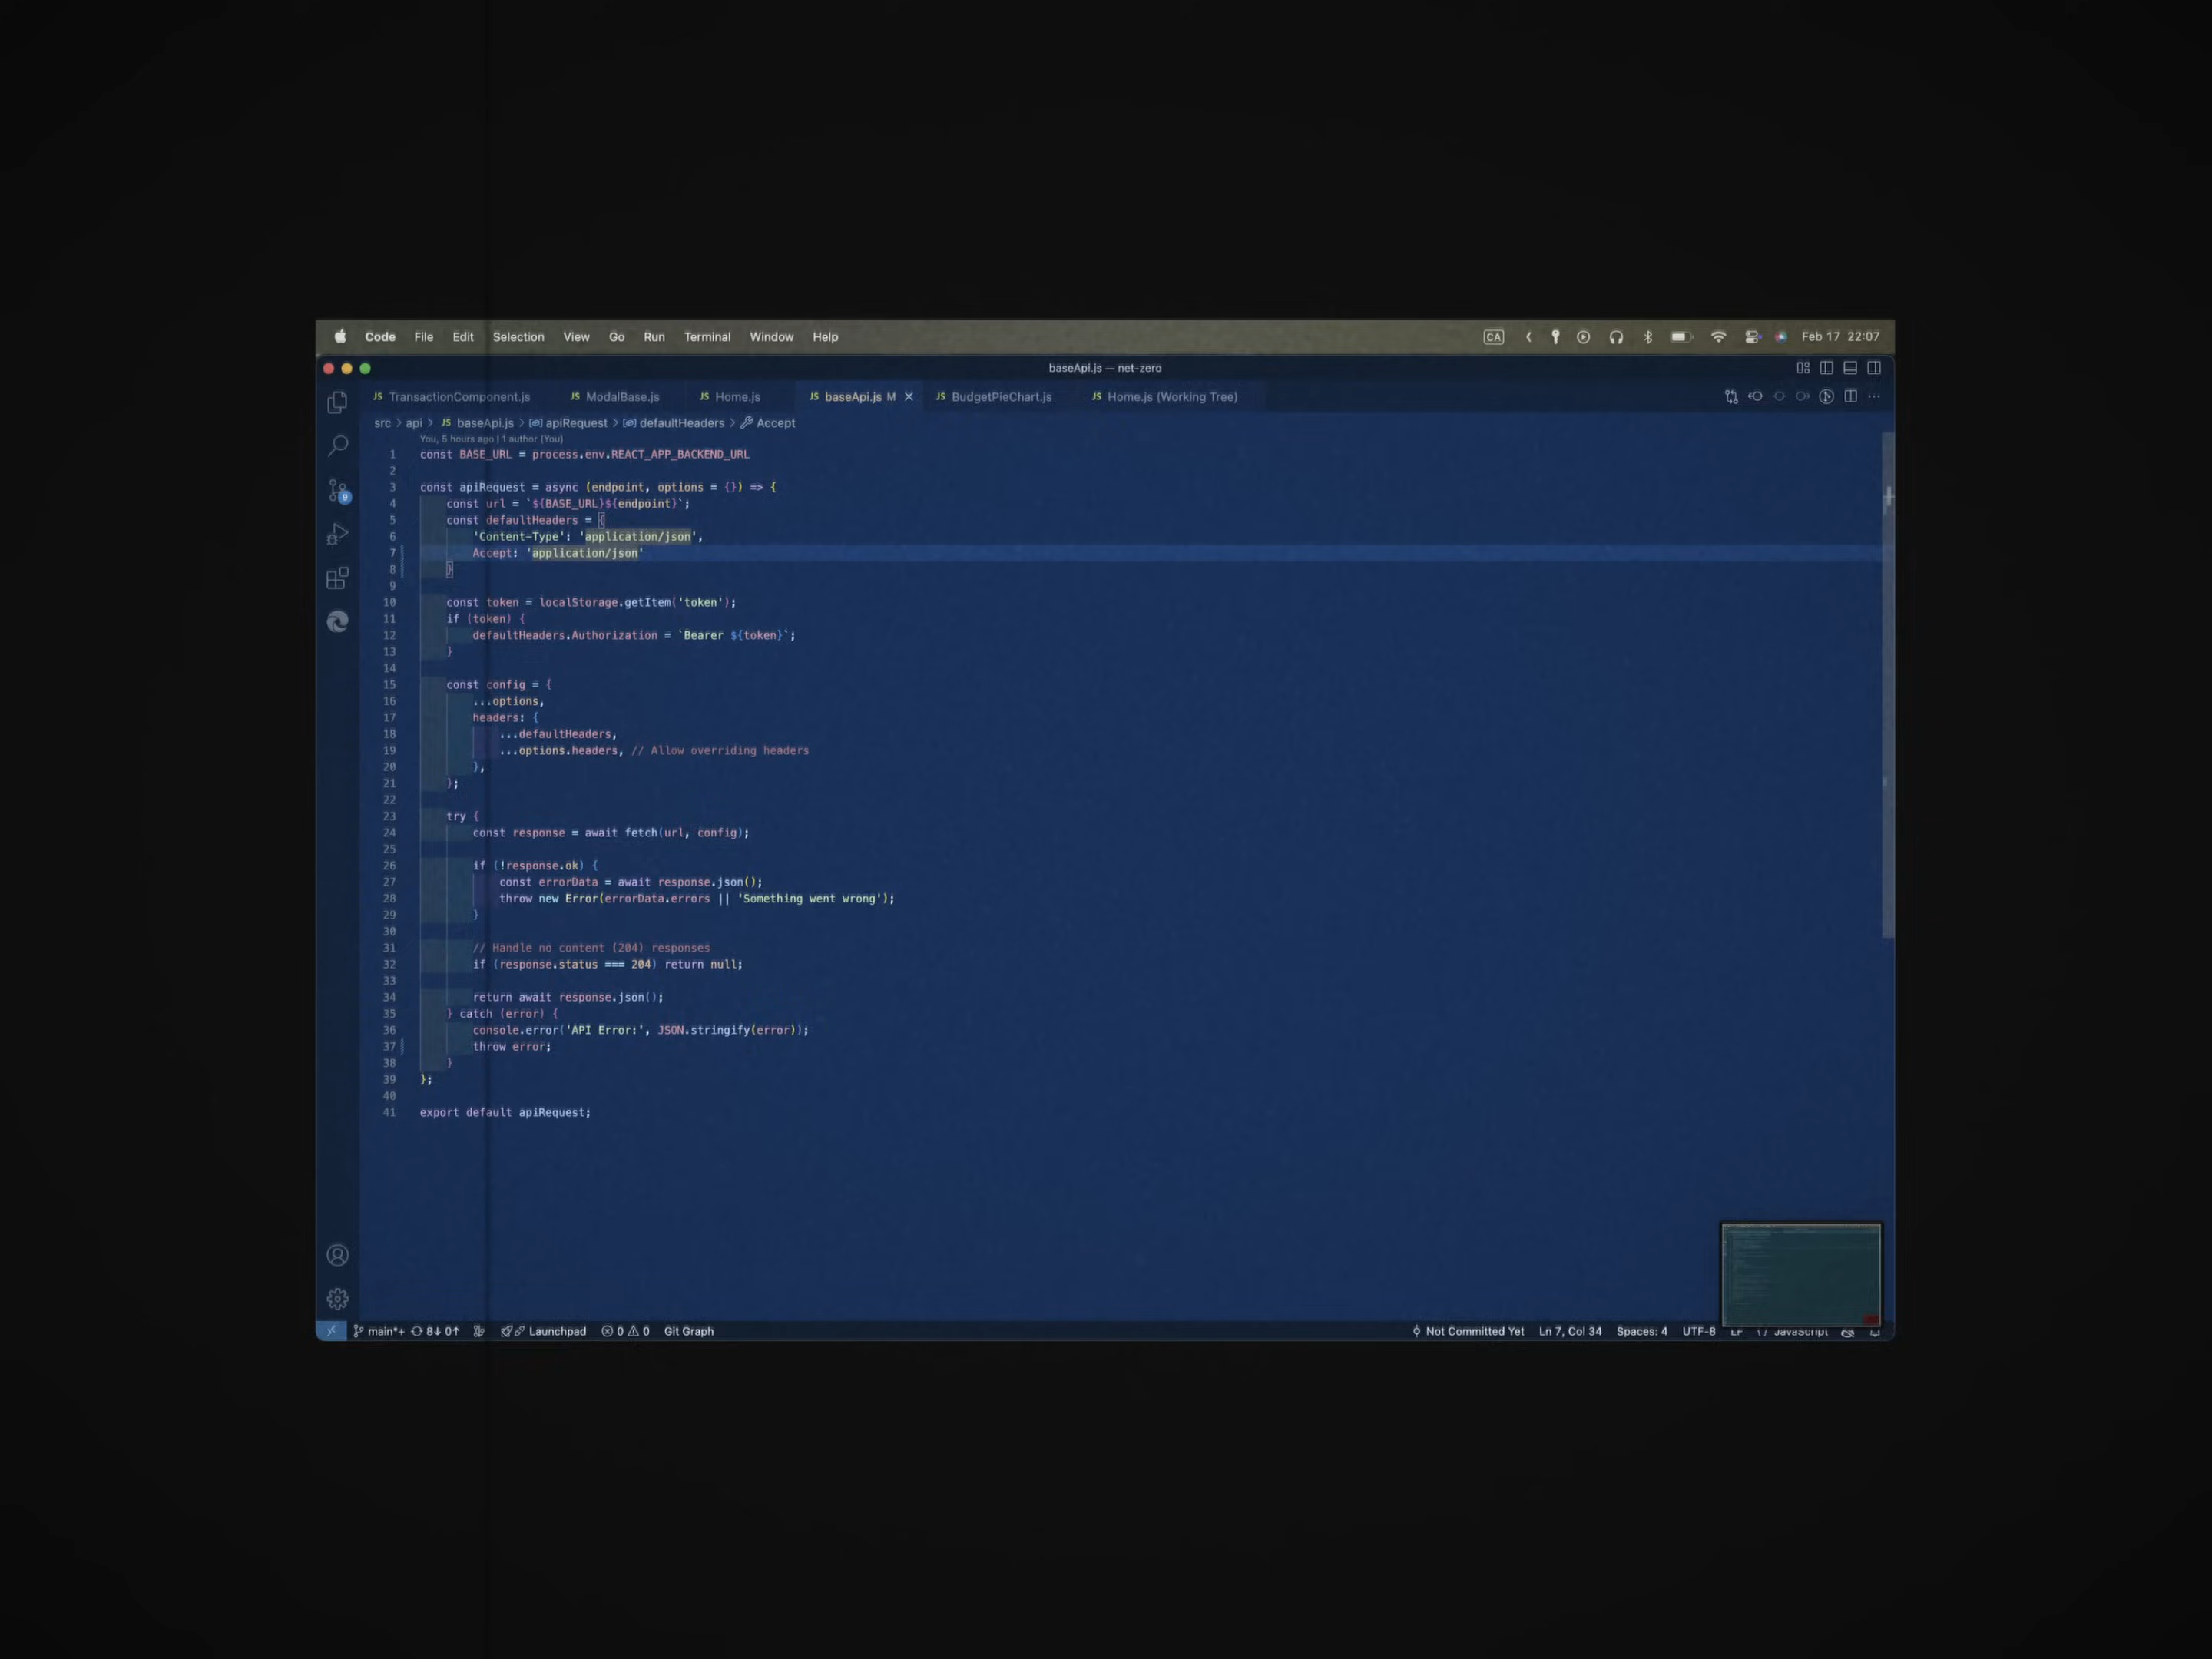 Code File Edit Selection View Go Run Terminal Window Help CA Feb 17 22:07
baseApi.js — net-zero
JS TransactionComponent.js JS ModalBase.js JS Home.js JS baseApi.js M JS BudgetPieChart.js JS Home.js (Working Tree)
src > api > JS baseApi.js > apiRequest > defaultHeaders > Accept
You, 5 hours ago | 1 author (You)
1 const BASE_URL = process.env.REACT_APP_BACKEND_URL
2
3 const apiRequest = async (endpoint, options = {}) => {
4 const url = `${BASE_URL}${endpoint}`;
5 const defaultHeaders = {
6 'Content-Type': 'application/json',
7 Accept: 'application/json'
8 }
9
10 const token = localStorage.getItem('token');
11 if (token) {
12 defaultHeaders.Authorization = `Bearer ${token}`;
13 }
14
15 const config = {
16 ...options,
17 headers: {
18 ...defaultHeaders,
19 ...options.headers, // Allow overriding headers
20 },
21 };
22
23 try {
24 const response = await fetch(url, config);
25
26 if (!response.ok) {
27 const errorData = await response.json();
28 throw new Error(errorData.errors || 'Something went wrong');
29 }
30
31 // Handle no content (204) responses
32 if (response.status === 204) return null;
33
34 return await response.json();
35 } catch (error) {
36 console.error('API Error:', JSON.stringify(error));
37 throw error;
38 }
39 };
40
41 export default apiRequest;
9
main*+ 8↓ 0↑ Launchpad 0 0 Git Graph Not Committed Yet Ln 7, Col 34 Spaces: 4 UTF-8 LF JavaScript